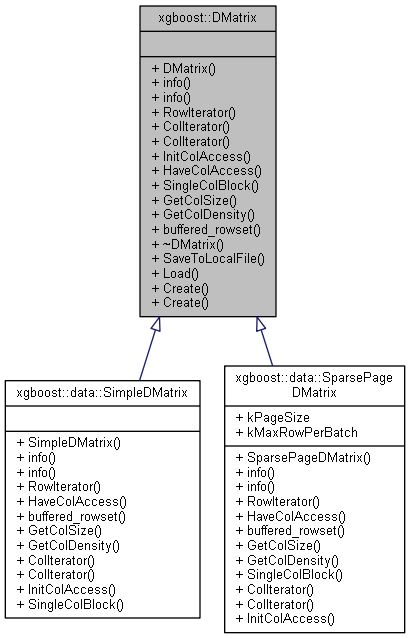 xgboost::DMatrix
+ DMatrix()
+ info()
+ info()
+ RowIterator()
+ ColIterator()
+ ColIterator()
+ InitColAccess()
+ HaveColAccess()
+ SingleColBlock()
+ GetColSize()
+ GetColDensity()
+ buffered_rowset()
+ ~DMatrix()
+ SaveToLocalFile()
+ Load()
+ Create()
+ Create()
xgboost::data::SimpleDMatrix
+ SimpleDMatrix()
+ info()
+ info()
+ RowIterator()
+ HaveColAccess()
+ buffered_rowset()
+ GetColSize()
+ GetColDensity()
+ ColIterator()
+ ColIterator()
+ InitColAccess()
+ SingleColBlock()
xgboost::data::SparsePage
DMatrix
+ kPageSize
+ kMaxRowPerBatch
+ SparsePageDMatrix()
+ info()
+ info()
+ RowIterator()
+ HaveColAccess()
+ buffered_rowset()
+ GetColSize()
+ GetColDensity()
+ SingleColBlock()
+ ColIterator()
+ ColIterator()
+ InitColAccess()